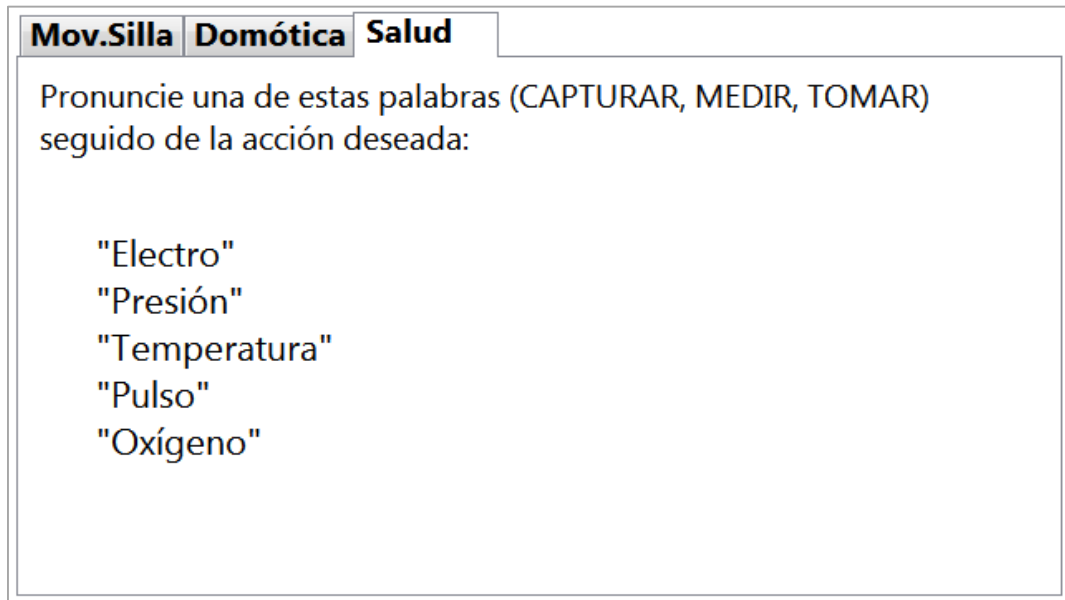 Mov.Silla Domótica Salud
Pronuncie una de estas palabras (CAPTURAR, MEDIR, TOMAR)
seguido de la acción deseada:
"Electro"
"Presión"
"Temperatura"
"Pulso"
"Oxígeno"